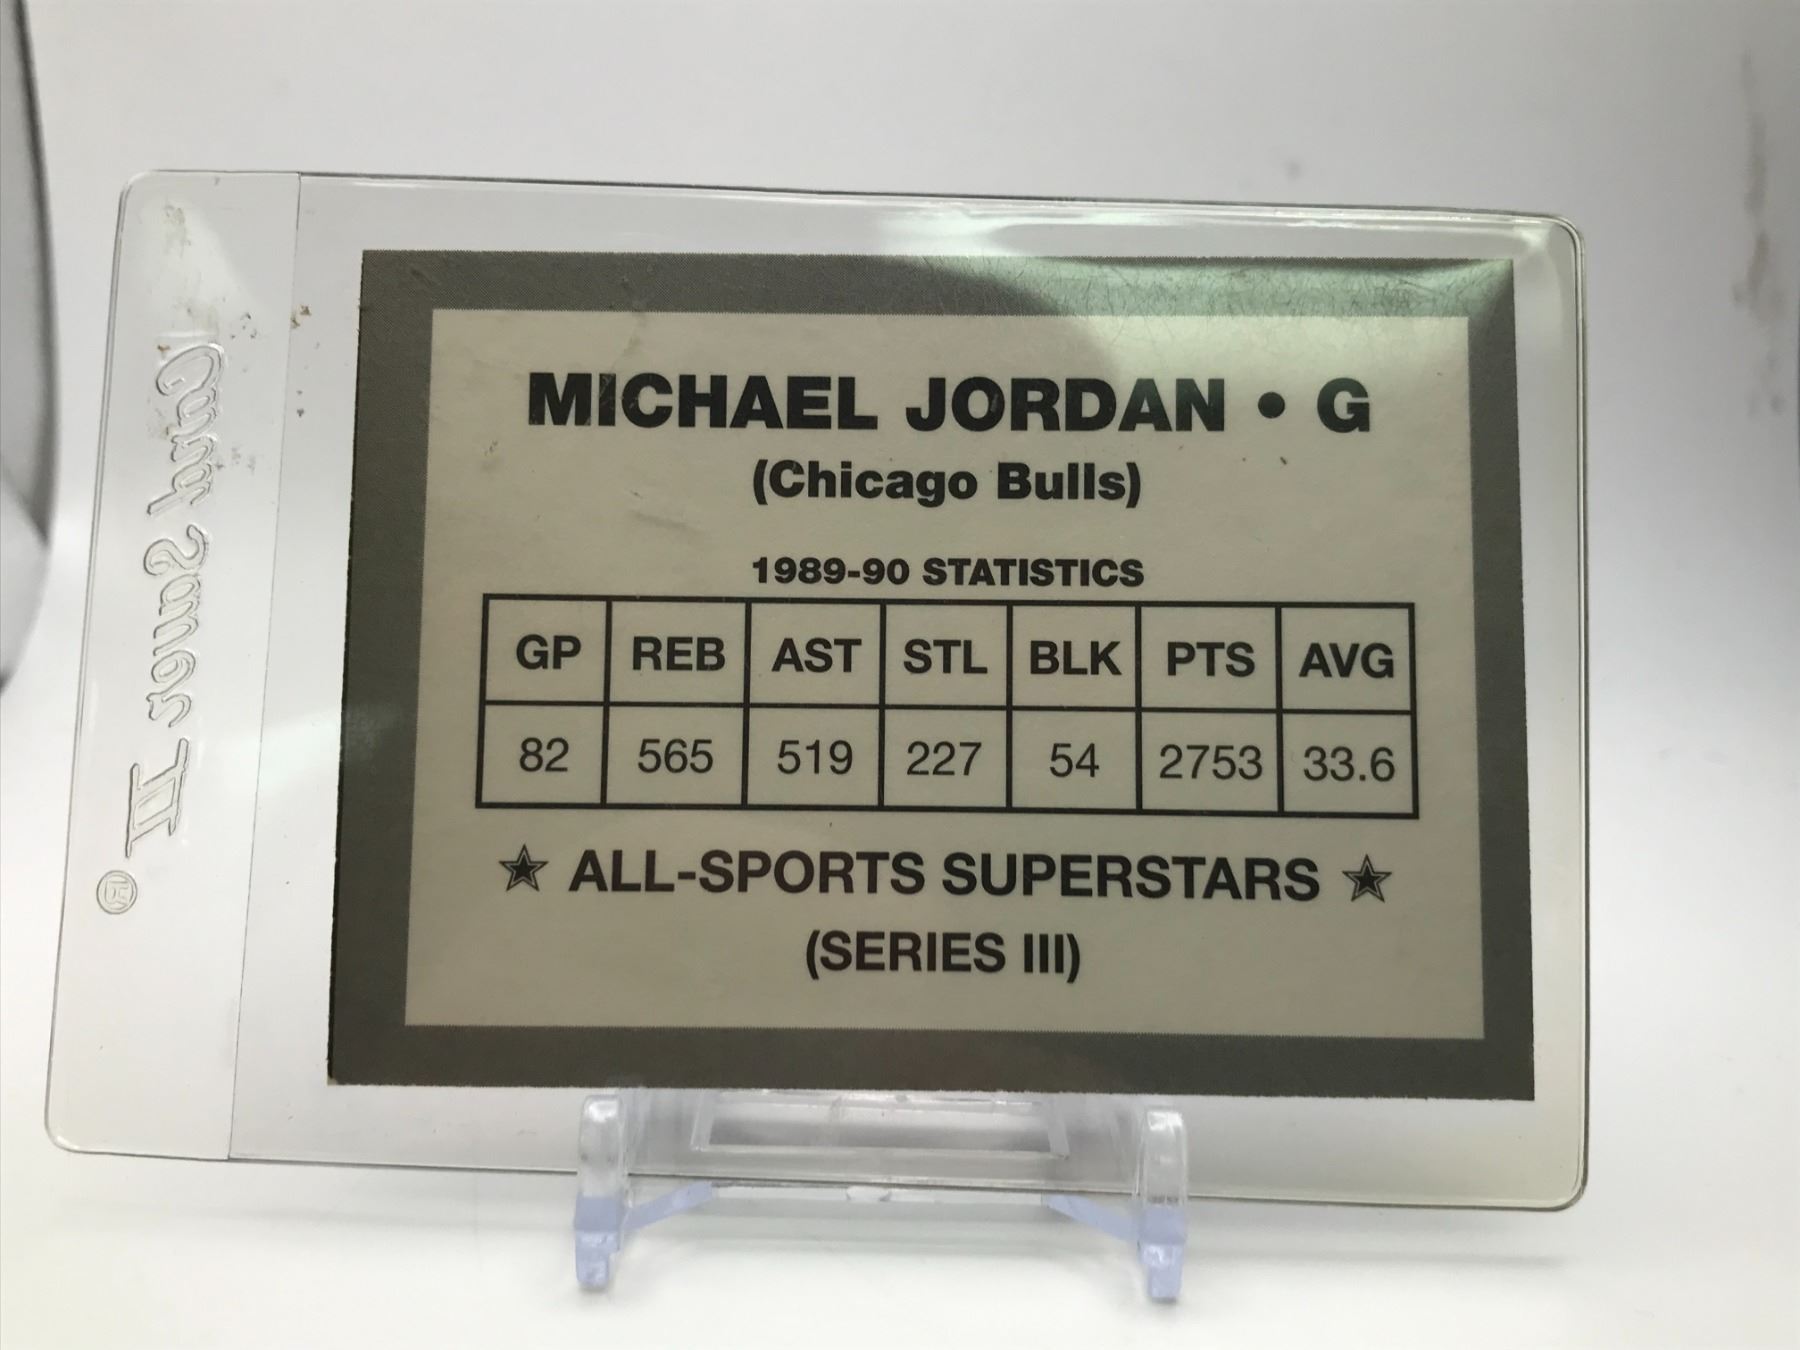 MICHAEL JORDAN • G
(Chicago Bulls)
1989-90 STATISTICS
GP REB AST STL BLK PTS AVG
82 565 519 227 54 2753 33.6
★ ALL-SPORTS SUPERSTARS ★
(SERIES III)
Card Saver II ®